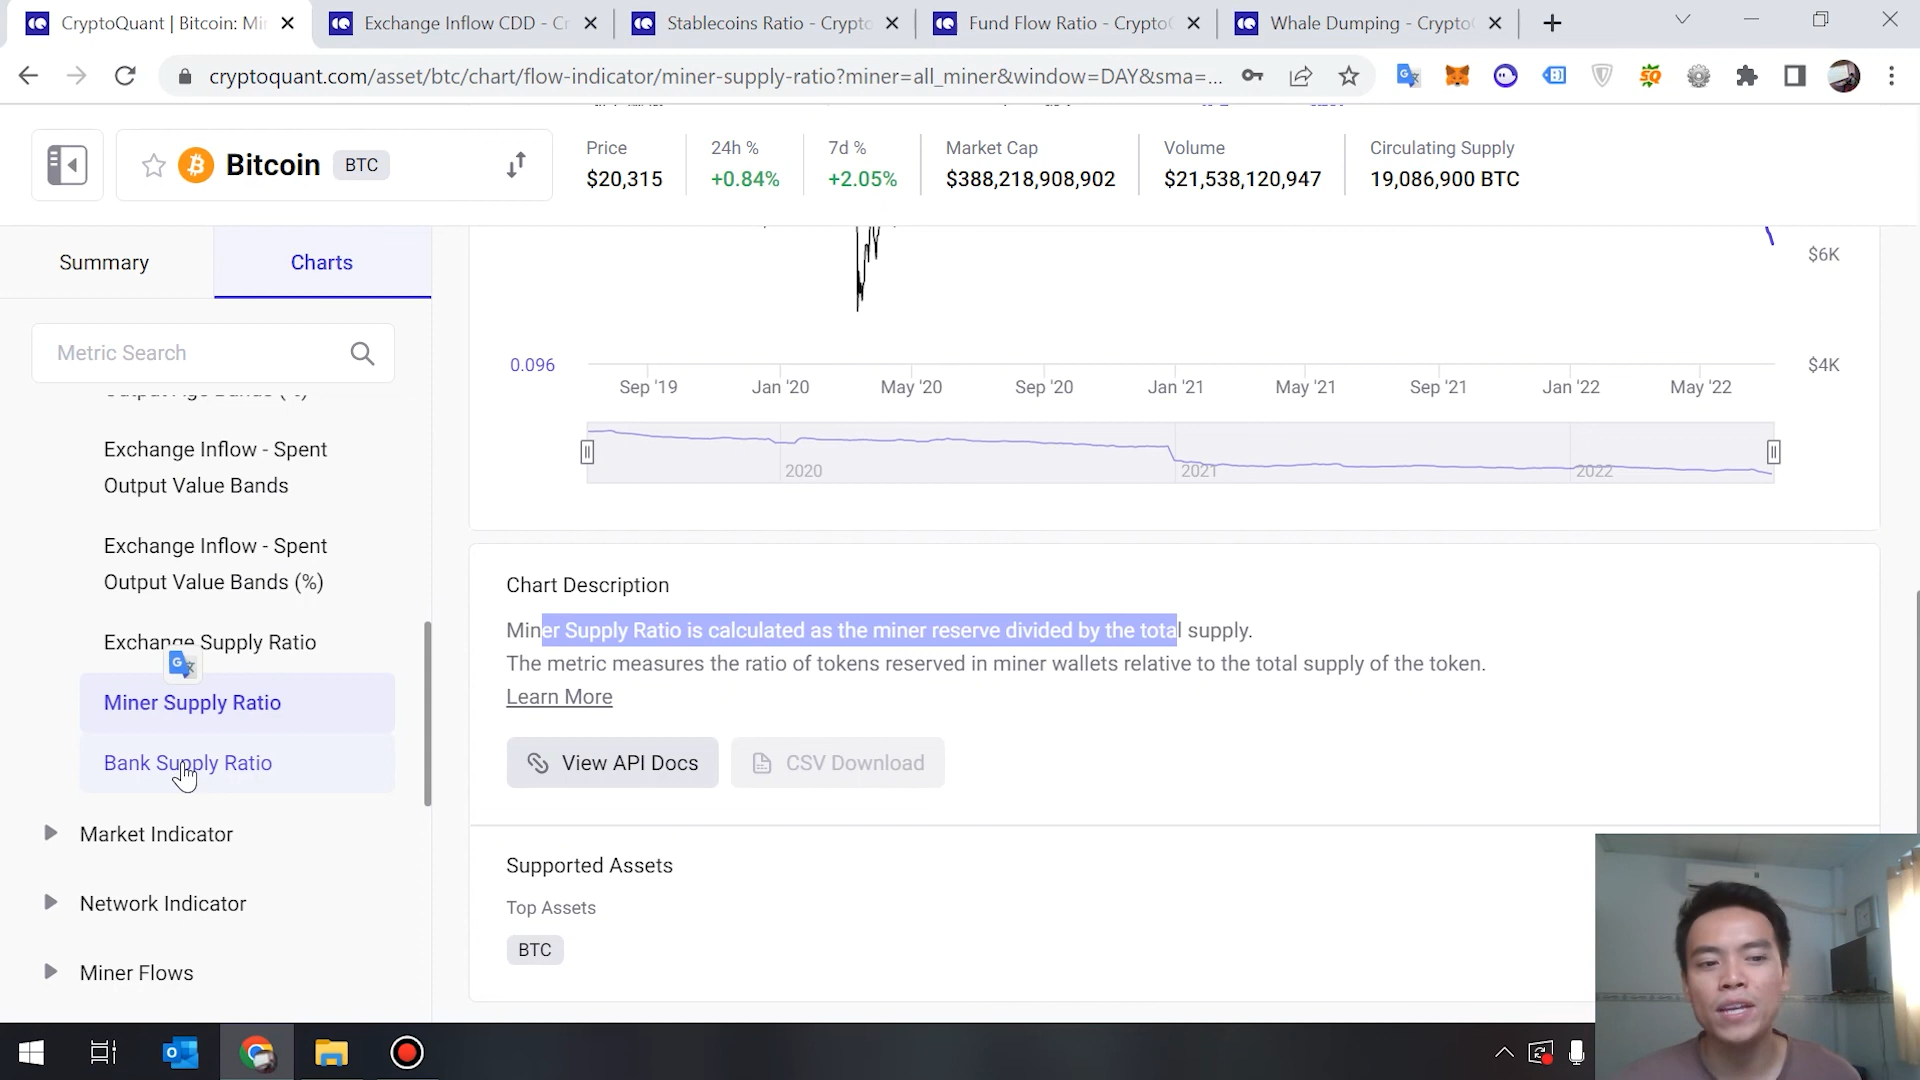 CryptoQuant | Bitcoin: Mi
Exchange Inflow CDD - C
Stablecoins Ratio - Crypto
Fund Flow Ratio - Crypto
Whale Dumping - Crypto
cryptoquant.com/asset/btc/chart/flow-indicator/miner-supply-ratio?miner=all_miner&window=DAY&sma=...
Bitcoin BTC
Price
$20,315
24h %
+0.84%
7d %
+2.05%
Market Cap
$388,218,908,902
Volume
$21,538,120,947
Circulating Supply
19,086,900 BTC
Summary
Charts
Metric Search
Output Age Bands (%)
Exchange Inflow - Spent
Output Value Bands
Exchange Inflow - Spent
Output Value Bands (%)
Exchange Supply Ratio
Miner Supply Ratio
Bank Supply Ratio
Market Indicator
Network Indicator
Miner Flows
$6K
0.096
$4K
Sep '19 Jan '20 May '20 Sep '20 Jan '21 May '21 Sep '21 Jan '22 May '22
2020 2021 2022
Chart Description
Miner Supply Ratio is calculated as the miner reserve divided by the total supply.
The metric measures the ratio of tokens reserved in miner wallets relative to the total supply of the token.
Learn More
View API Docs
CSV Download
Supported Assets
Top Assets
BTC